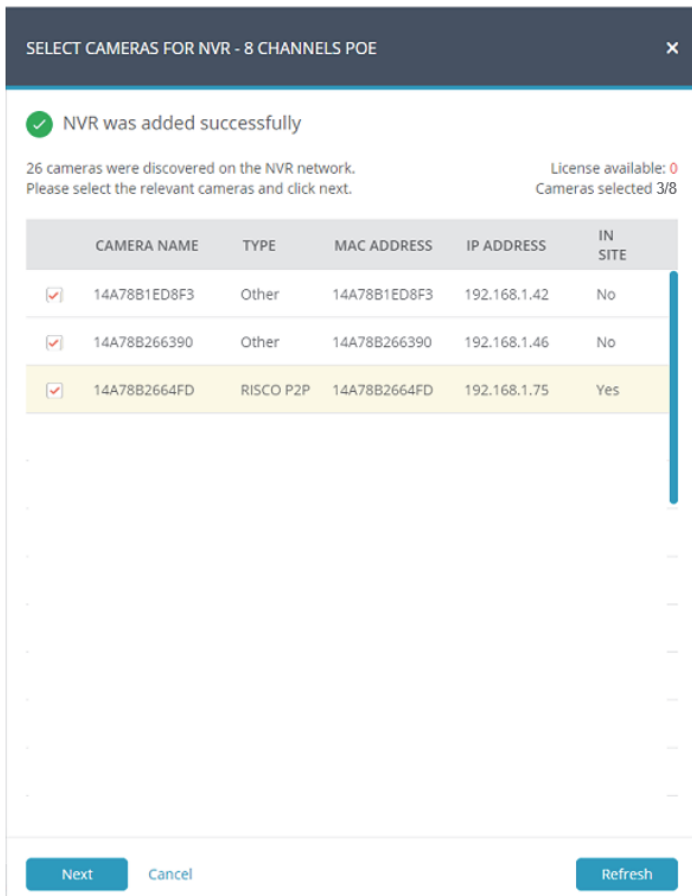 SELECT CAMERAS FOR NVR - 8 CHANNELS POE
NVR was added successfully
26 cameras were discovered on the NVR network.
Please select the relevant cameras and click next.
License available: 0
Cameras selected 3/8
CAMERA NAME TYPE MAC ADDRESS IP ADDRESS IN SITE
14A78B1ED8F3 Other 14A78B1ED8F3 192.168.1.42 No
14A78B266390 Other 14A78B266390 192.168.1.46 No
14A78B2664FD RISCO P2P 14A78B2664FD 192.168.1.75 Yes
Next Cancel Refresh